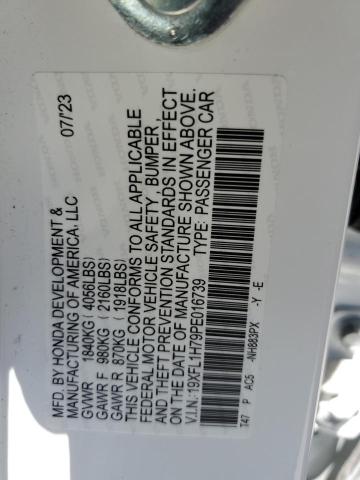 MFD. BY HONDA DEVELOPMENT &
MANUFACTURING OF AMERICA, LLC 07/'23
GVWR 1840KG (4056LBS)
GAWR F 980KG (2160LBS)
GAWR R 870KG (1918LBS)
THIS VEHICLE CONFORMS TO ALL APPLICABLE
FEDERAL MOTOR VEHICLE SAFETY, BUMPER,
THEFT PREVENTION STANDARDS IN EFFECT
ON THE DATE OF MANUFACTURE SHOWN ABOVE.
V.I.N.: 19XFL1H79PE016739 TYPE: PASSENGER CAR
T47 P AC5 -NH883PX -Y -E